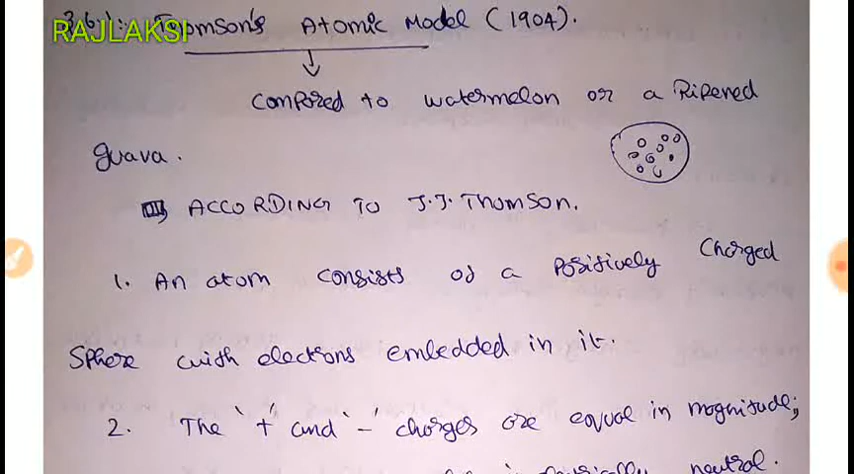 RAJLAKSI
Thomson's Atomic Model (1904).
compared to watermelon or a Ripened
guava.
ACCORDING TO J.J. Thomson.
1. An atom consists of a positively charged
sphere with electrons embedded in it.
2. The '+' and '-' charges are equal in magnitude;
neutral.